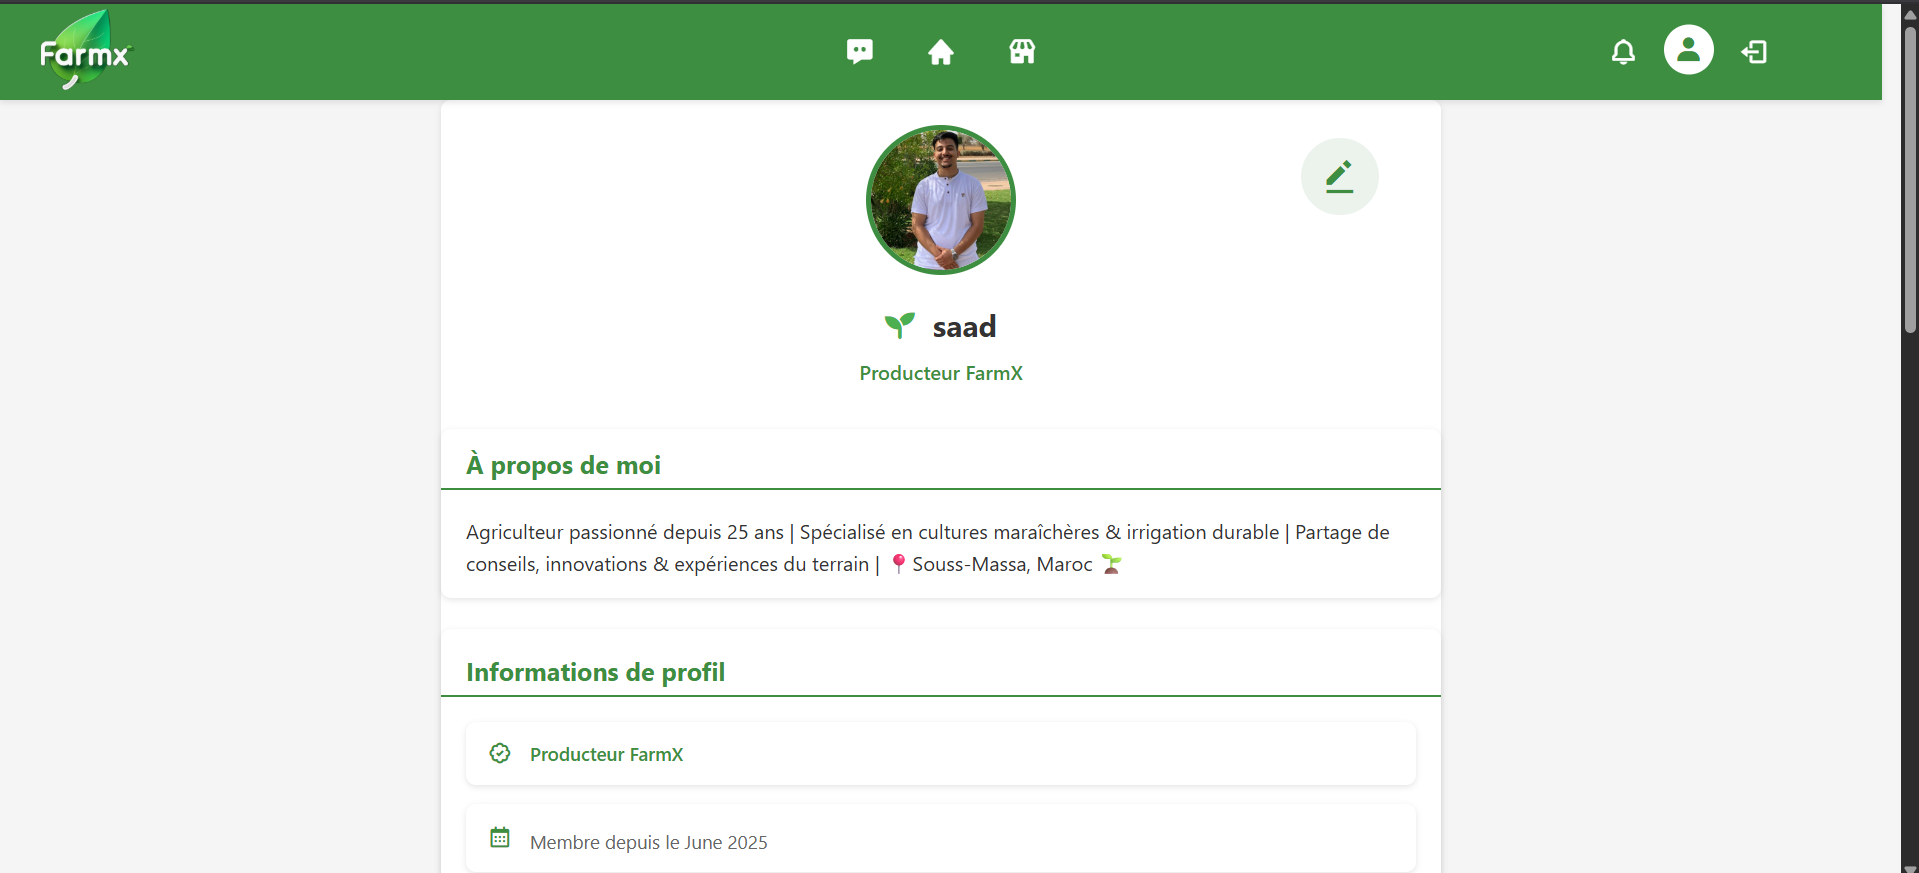 Farmx
saad
Producteur FarmX
À propos de moi
Agriculteur passionné depuis 25 ans | Spécialisé en cultures maraîchères & irrigation durable | Partage de
conseils, innovations & expériences du terrain | 📍 Souss-Massa, Maroc 🌱
Informations de profil
Producteur FarmX
Membre depuis le June 2025